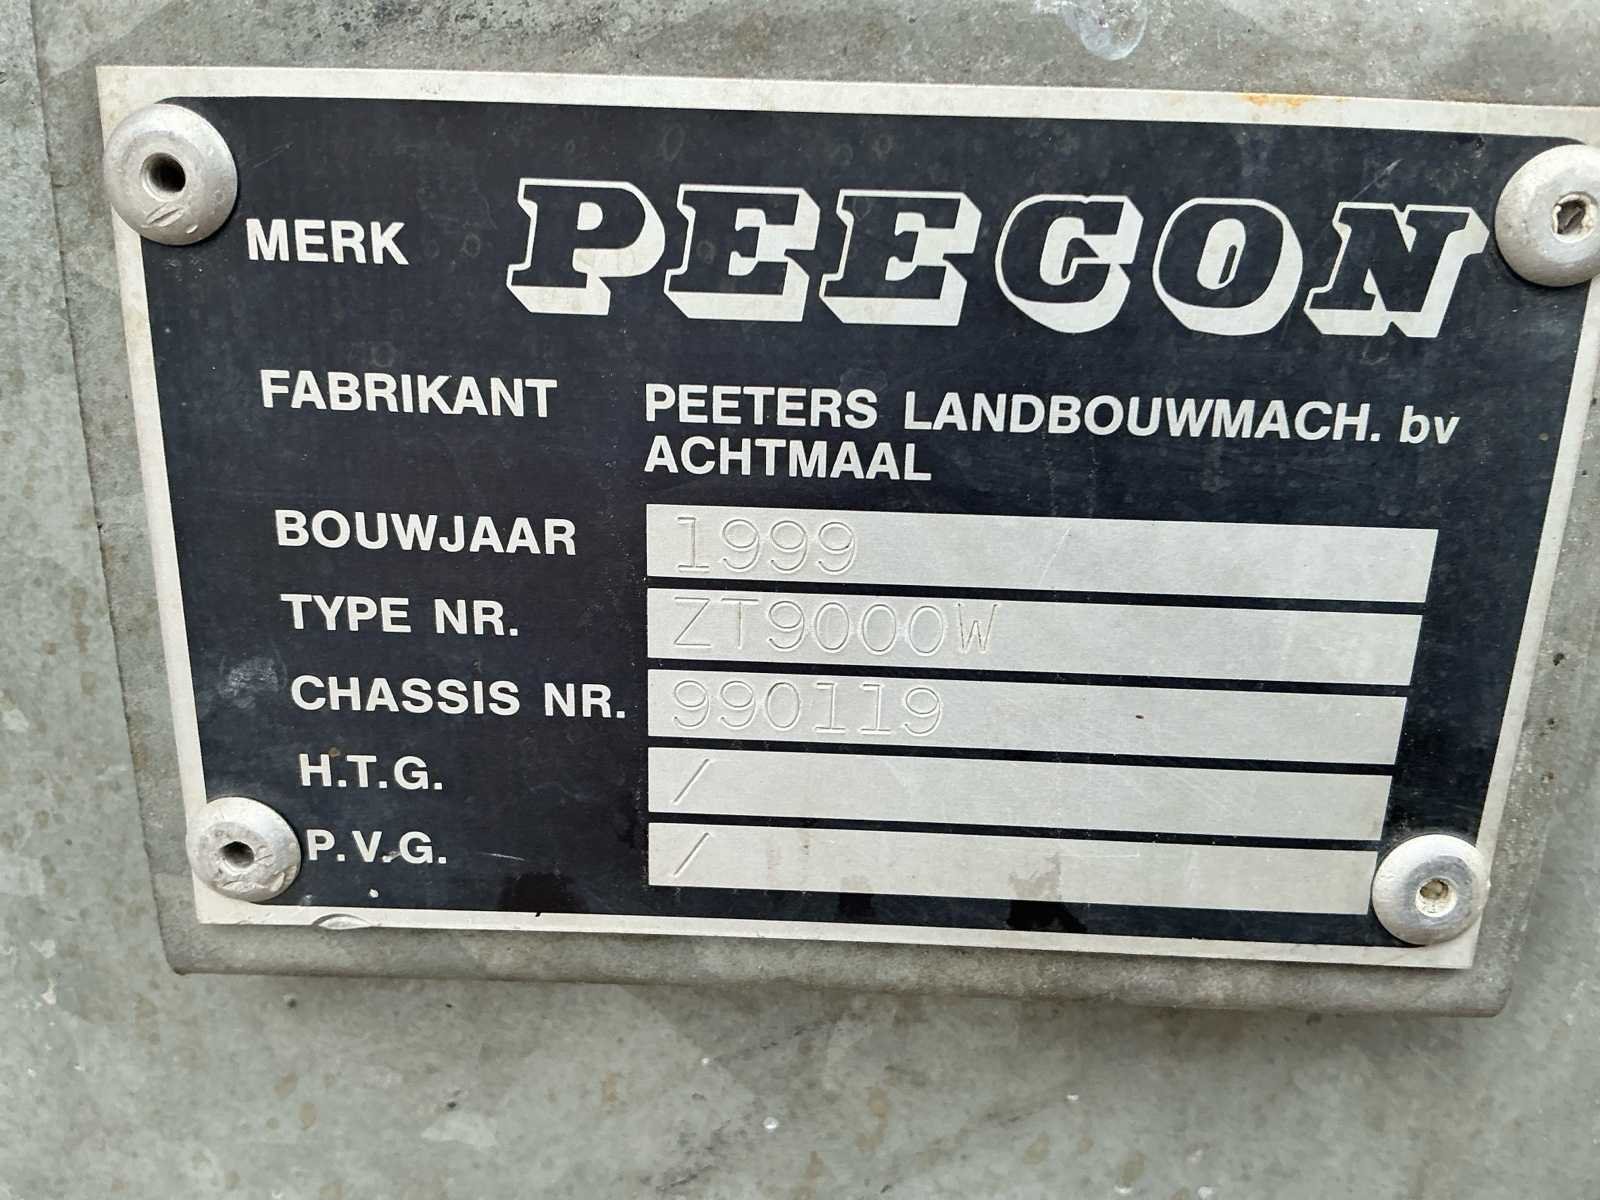 MERK PEECON
FABRIKANT PEETERS LANDBOUWMACH. bv
ACHTMAAL
BOUWJAAR 1999
TYPE NR. ZT9000W
CHASSIS NR. 990119
H.T.G. /
P.V.G. /